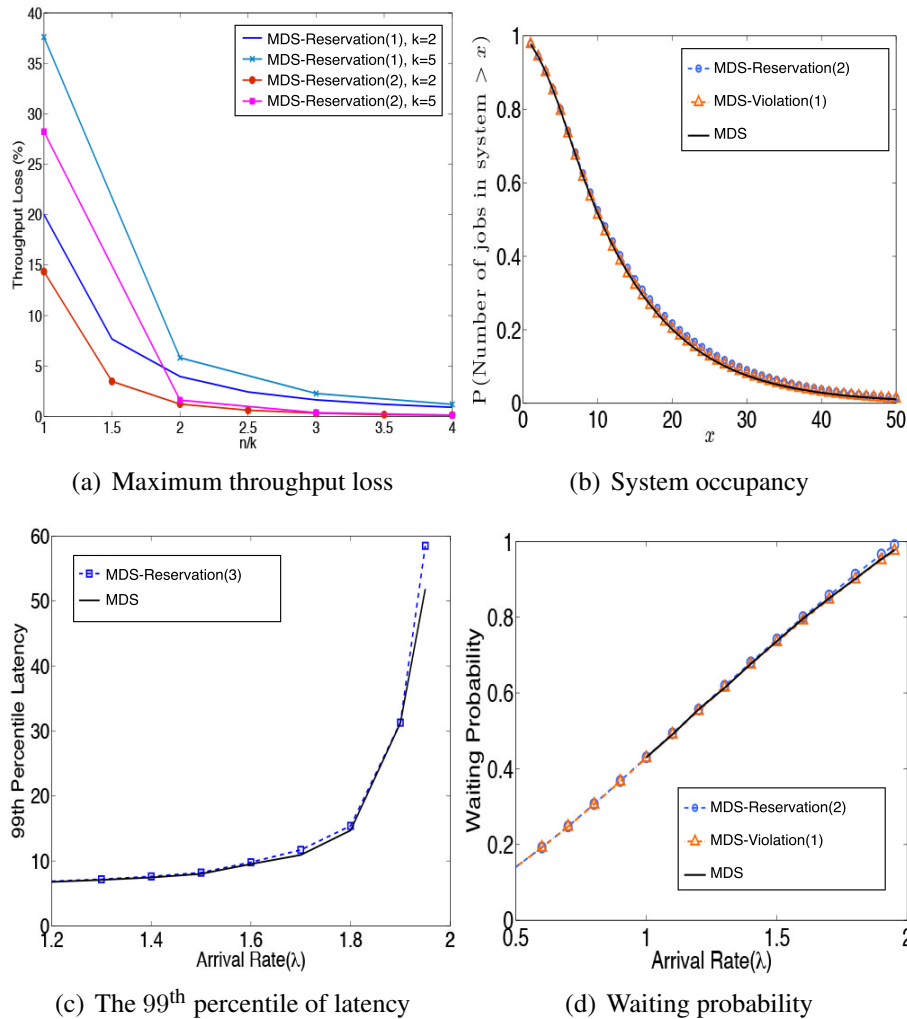 40
35
30
25
20
15
10
5
0
Throughput Loss (%)
1
1.5
2
2.5
3
3.5
4
n/k
MDS-Reservation(1), k=2
MDS-Reservation(1), k=5
MDS-Reservation(2), k=2
MDS-Reservation(2), k=5
(a) Maximum throughput loss
1
0.8
0.6
0.4
0.2
0
P(Number of jobs in system > x)
0
10
20
30
40
50
x
MDS-Reservation(2)
MDS-Violation(1)
MDS
(b) System occupancy
60
50
40
30
20
10
0
99th Percentile Latency
1.2
1.4
1.6
1.8
2
Arrival Rate(λ)
MDS-Reservation(3)
MDS
(c) The 99th percentile of latency
1
0.8
0.6
0.4
0.2
0
Waiting Probability
0.5
1
1.5
2
Arrival Rate(λ)
MDS-Reservation(2)
MDS-Violation(1)
MDS
(d) Waiting probability